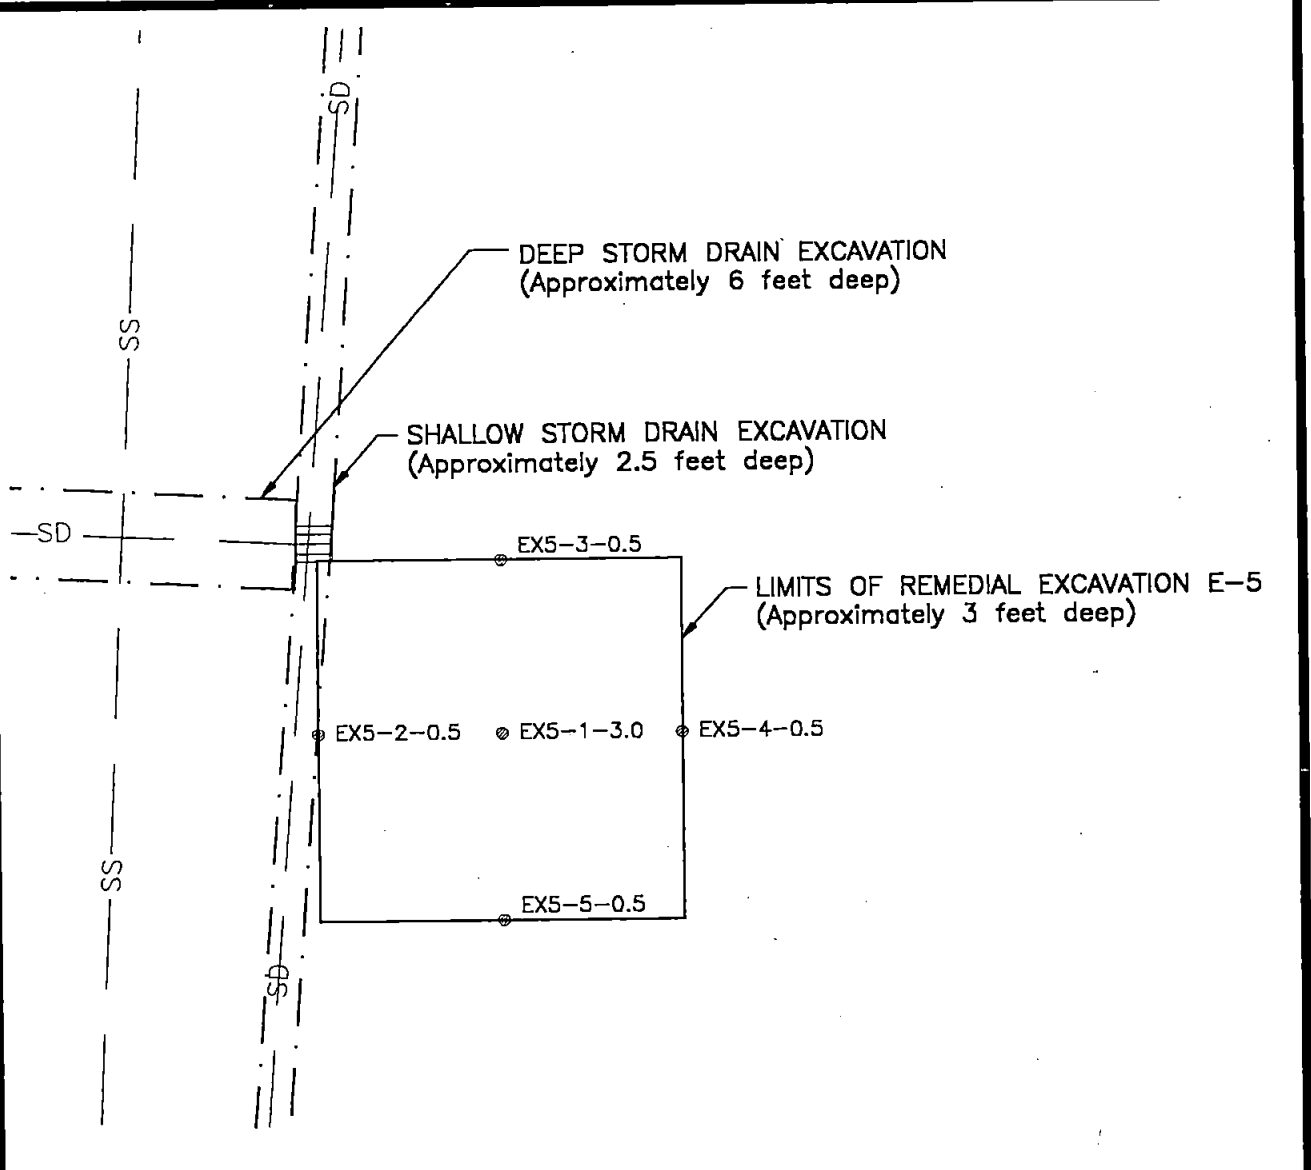 SD
DEEP STORM DRAIN EXCAVATION
(Approximately 6 feet deep)
SS
SHALLOW STORM DRAIN EXCAVATION
(Approximately 2.5 feet deep)
SD
EX5-3-0.5
LIMITS OF REMEDIAL EXCAVATION E-5
(Approximately 3 feet deep)
EX5-2-0.5
EX5-1-3.0
EX5-4-0.5
SS
EX5-5-0.5
SD